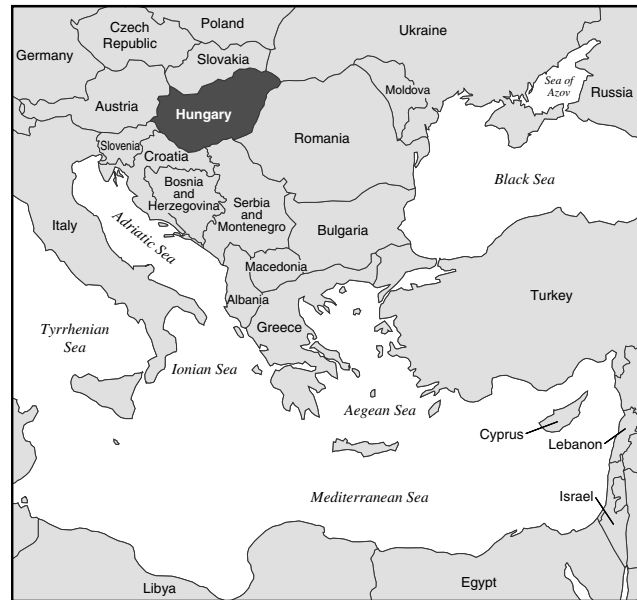 Poland
Czech
Republic
Ukraine
Germany
Slovakia
Sea of
Azov
Russia
Moldova
Austria
Hungary
Romania
Slovenia
Croatia
Black Sea
Bosnia
and
Herzegovina
Serbia
and
Montenegro
Italy
Adriatic Sea
Bulgaria
Macedonia
Turkey
Albania
Greece
Tyrrhenian
Sea
Ionian Sea
Aegean Sea
Cyprus
Lebanon
Mediterranean Sea
Israel
Libya
Egypt